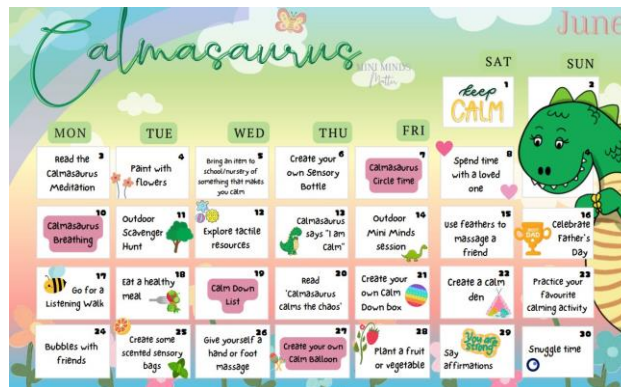 Calmasaurus
June
MINI MINDS
Matter
SAT
SUN
1
keep
CALM
2
MON
TUE
WED
THU
FRI
3
Read the
Calmasaurus
Meditation
4
Paint with
flowers
5
Bring an item to
school/nursery of
something that makes
you calm
6
Create your
own Sensory
Bottle
7
Calmasaurus
Circle Time
8
Spend time
with a loved
one
10
Calmasaurus
Breathing
11
Outdoor
Scavenger
Hunt
12
Explore tactile
resources
13
Calmasaurus
says "I am
Calm"
14
Outdoor
Mini Minds
session
15
Use feathers to
massage a
friend
16
DAD
Celebrate
Father's
Day
17
Go for a
Listening Walk
18
Eat a healthy
meal
19
Calm Down
List
20
Read
'Calmasaurus
calms the chaos'
21
Create your
own Calm
Down box
22
Create a calm
den
23
Practice your
favourite
calming activity
24
Bubbles with
friends
25
Create some
scented sensory
bags
26
Give yourself a
hand or foot
massage
27
Create your own
Calm Balloon
28
Plant a fruit
or vegetable
29
You are
strong
Say
affirmations
30
Snuggle time